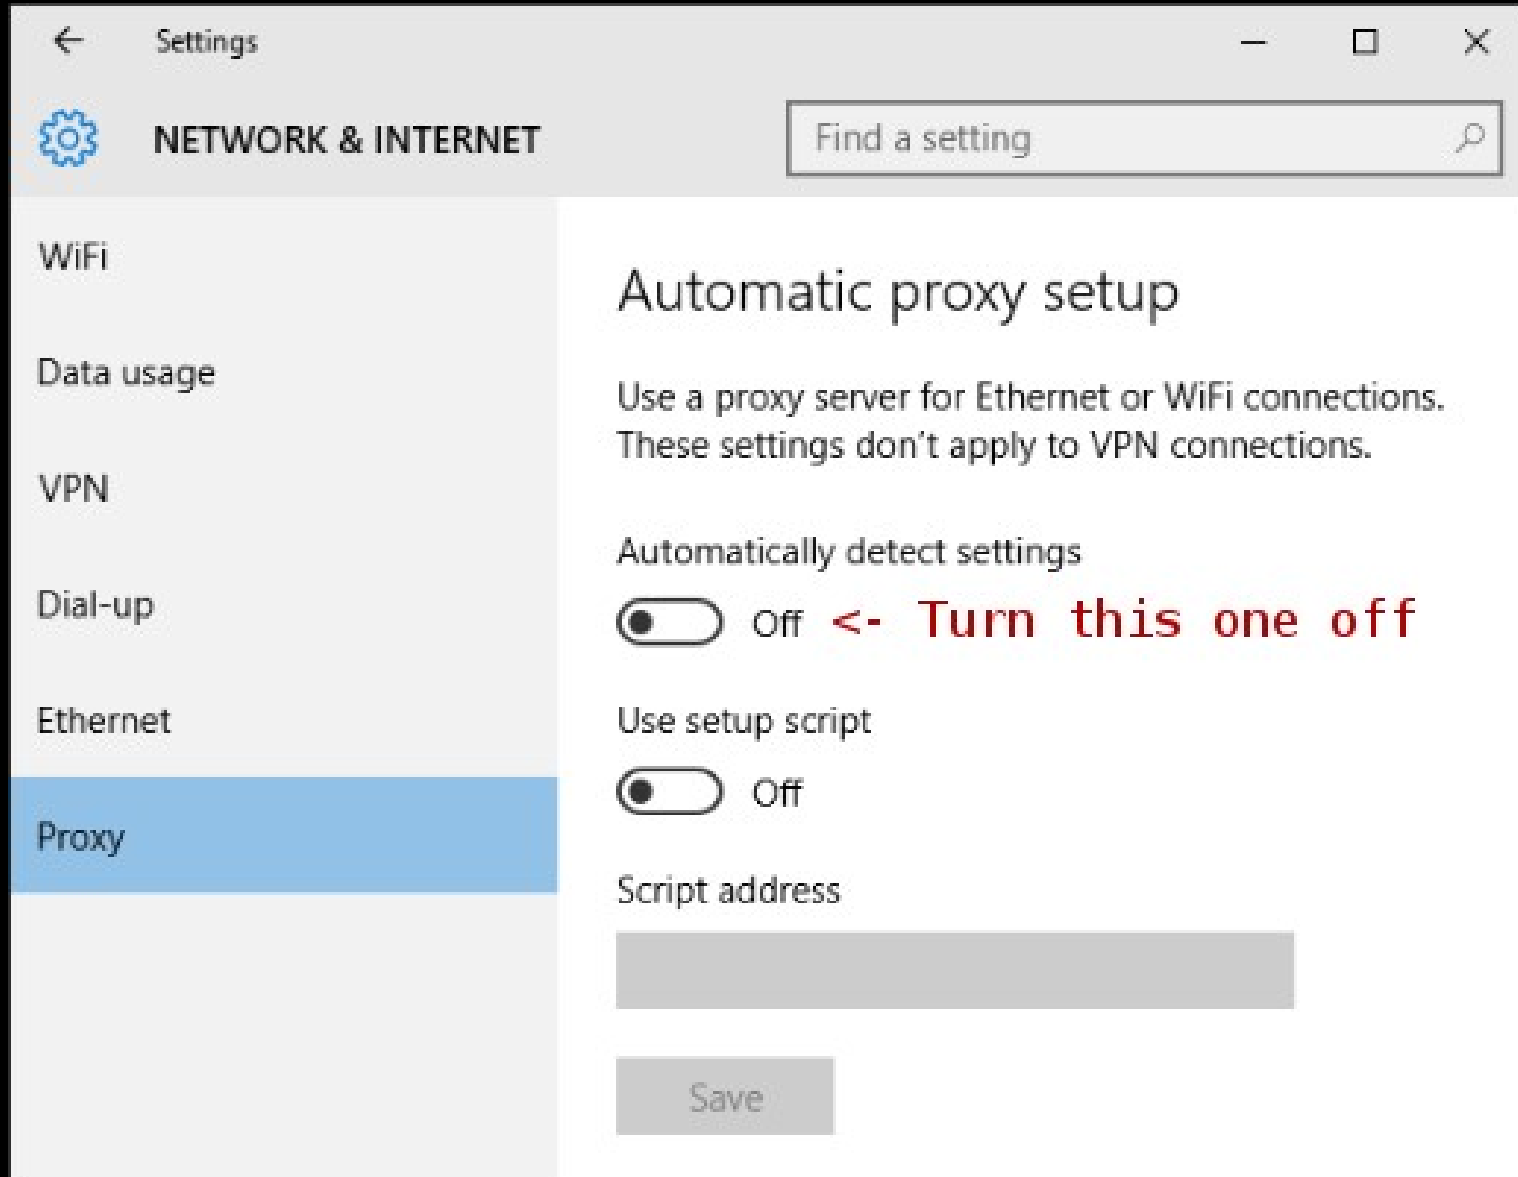 Settings
NETWORK & INTERNET
Find a setting
WiFi
Data usage
VPN
Dial-up
Ethernet
Proxy
Automatic proxy setup
Use a proxy server for Ethernet or WiFi connections.
These settings don't apply to VPN connections.
Automatically detect settings
Off <- Turn this one off
Use setup script
Off
Script address
Save